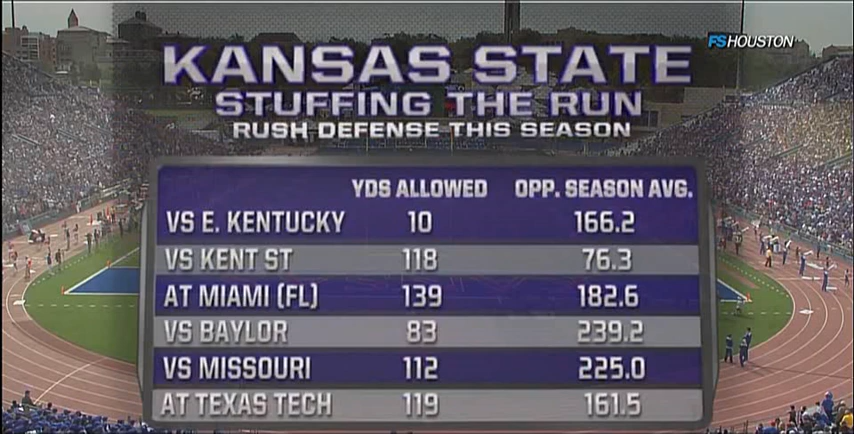 FSHOUSTON
KANSAS STATE
STUFFING THE RUN
RUSH DEFENSE THIS SEASON
YDS ALLOWED OPP. SEASON AVG.
VS E. KENTUCKY 10 166.2
VS KENT ST 118 76.3
AT MIAMI (FL) 139 182.6
VS BAYLOR 83 239.2
VS MISSOURI 112 225.0
AT TEXAS TECH 119 161.5